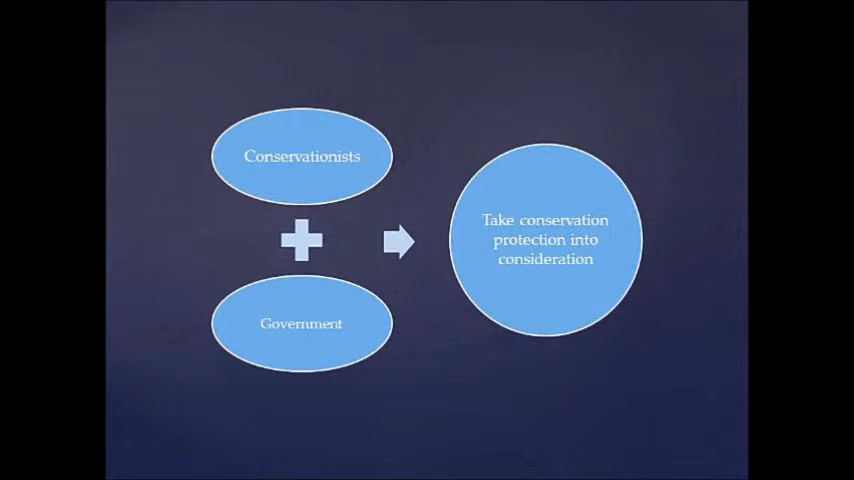 Conservationists
Government
Take conservation
protection into
consideration